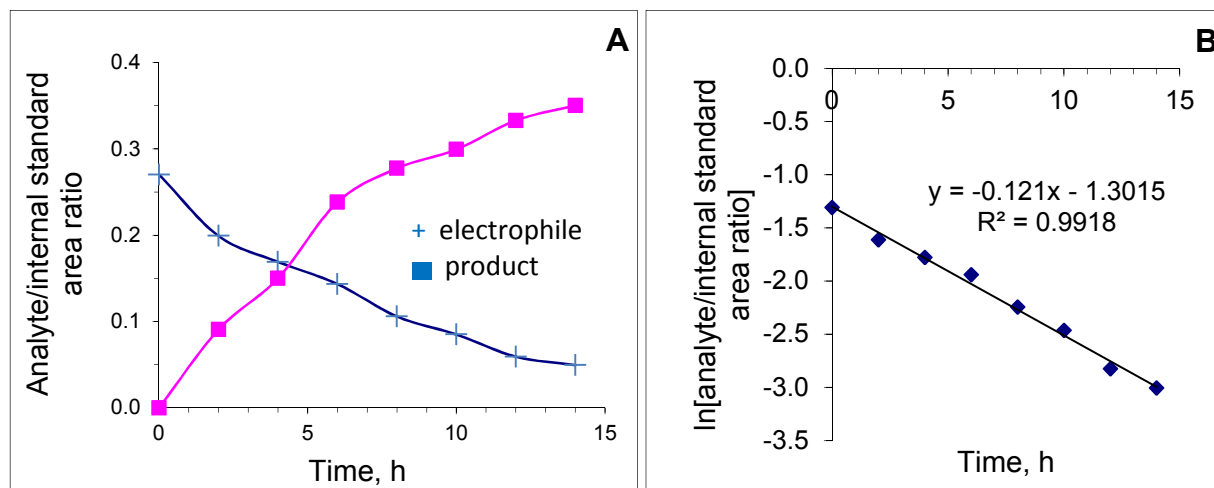 A
Analyte/internal standard
area ratio
0.4
0.3
0.2
0.1
0.0
+ electrophile
■ product
0
5
10
15
Time, h
B
ln[analyte/internal standard
area ratio]
0.0
-0.5
-1.0
-1.5
-2.0
-2.5
-3.0
-3.5
0
5
10
15
y = -0.121x - 1.3015
R² = 0.9918
Time, h